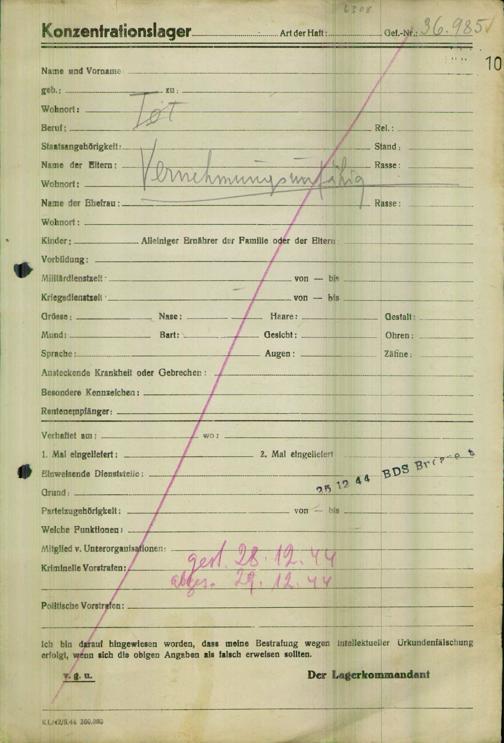 Konzentrationslager Art der Haft: Gef.-Nr.: 36.985
10
Name und Vorname
geb.: zu:
Wohnort:
Tot
Beruf: Rel.:
Staatsangehörigkeit: Stand:
Name der Eltern: Rasse:
Vernehmungsunfähig
Wohnort:
Name der Ehefrau: Rasse:
Wohnort:
Kinder: Alleiniger Ernährer der Familie oder der Eltern
Vorbildung:
Militärdienstzeit von — bis
Kriegsdienstzeit von — bis
Grösse: Nase: Haare: Gestalt:
Mund: Bart: Gesicht: Ohren:
Sprache: Augen: Zähne:
Ansteckende Krankheit oder Gebrechen:
Besondere Kennzeichen:
Rentenempfänger:
Verhaftet am: wo:
1. Mal eingeliefert: 2. Mal eingeliefert
Einweisende Dienststelle:
25 12 44 BDS
Grund:
Parteizugehörigkeit: von — bis
Welche Funktionen:
Mitglied v. Unterorganisationen:
gest. 28.12.44
Kriminelle Vorstrafen:
abges. 29.12.44
Politische Vorstrafen:
Ich bin darauf hingewiesen worden, dass meine Bestrafung wegen intellektueller Urkundenfälschung
erfolgt, wenn sich die obigen Angaben als falsch erweisen sollten.
v. g. u. Der Lagerkommandant